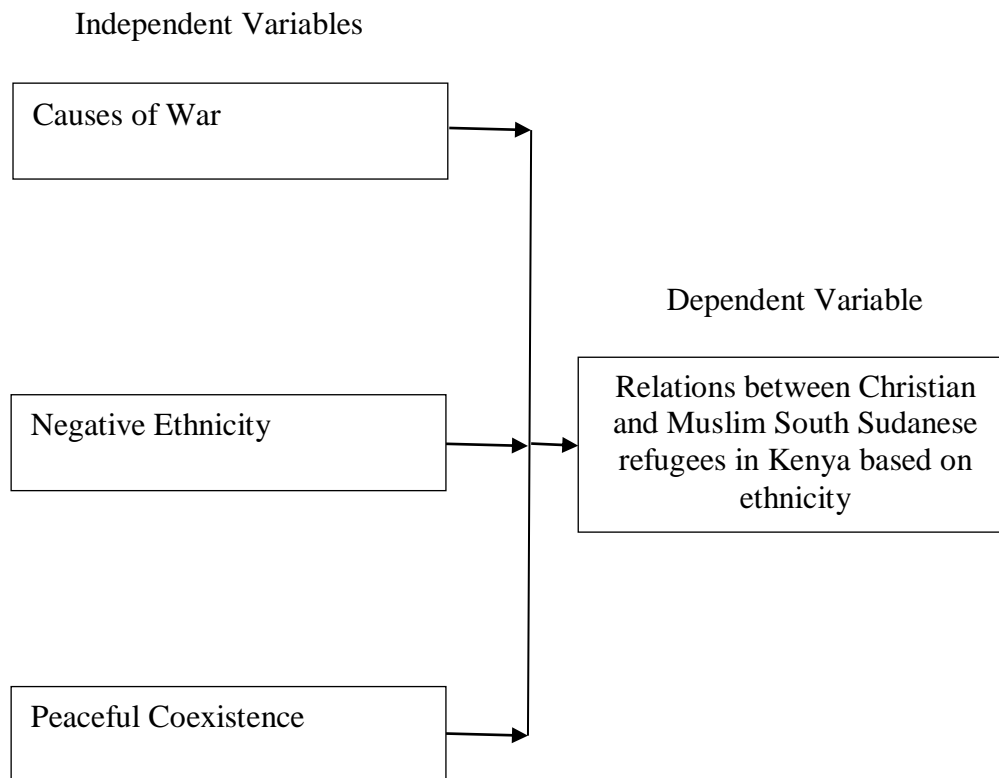 Independent Variables
Causes of War
Negative Ethnicity
Peaceful Coexistence
Dependent Variable
Relations between Christian
and Muslim South Sudanese
refugees in Kenya based on
ethnicity